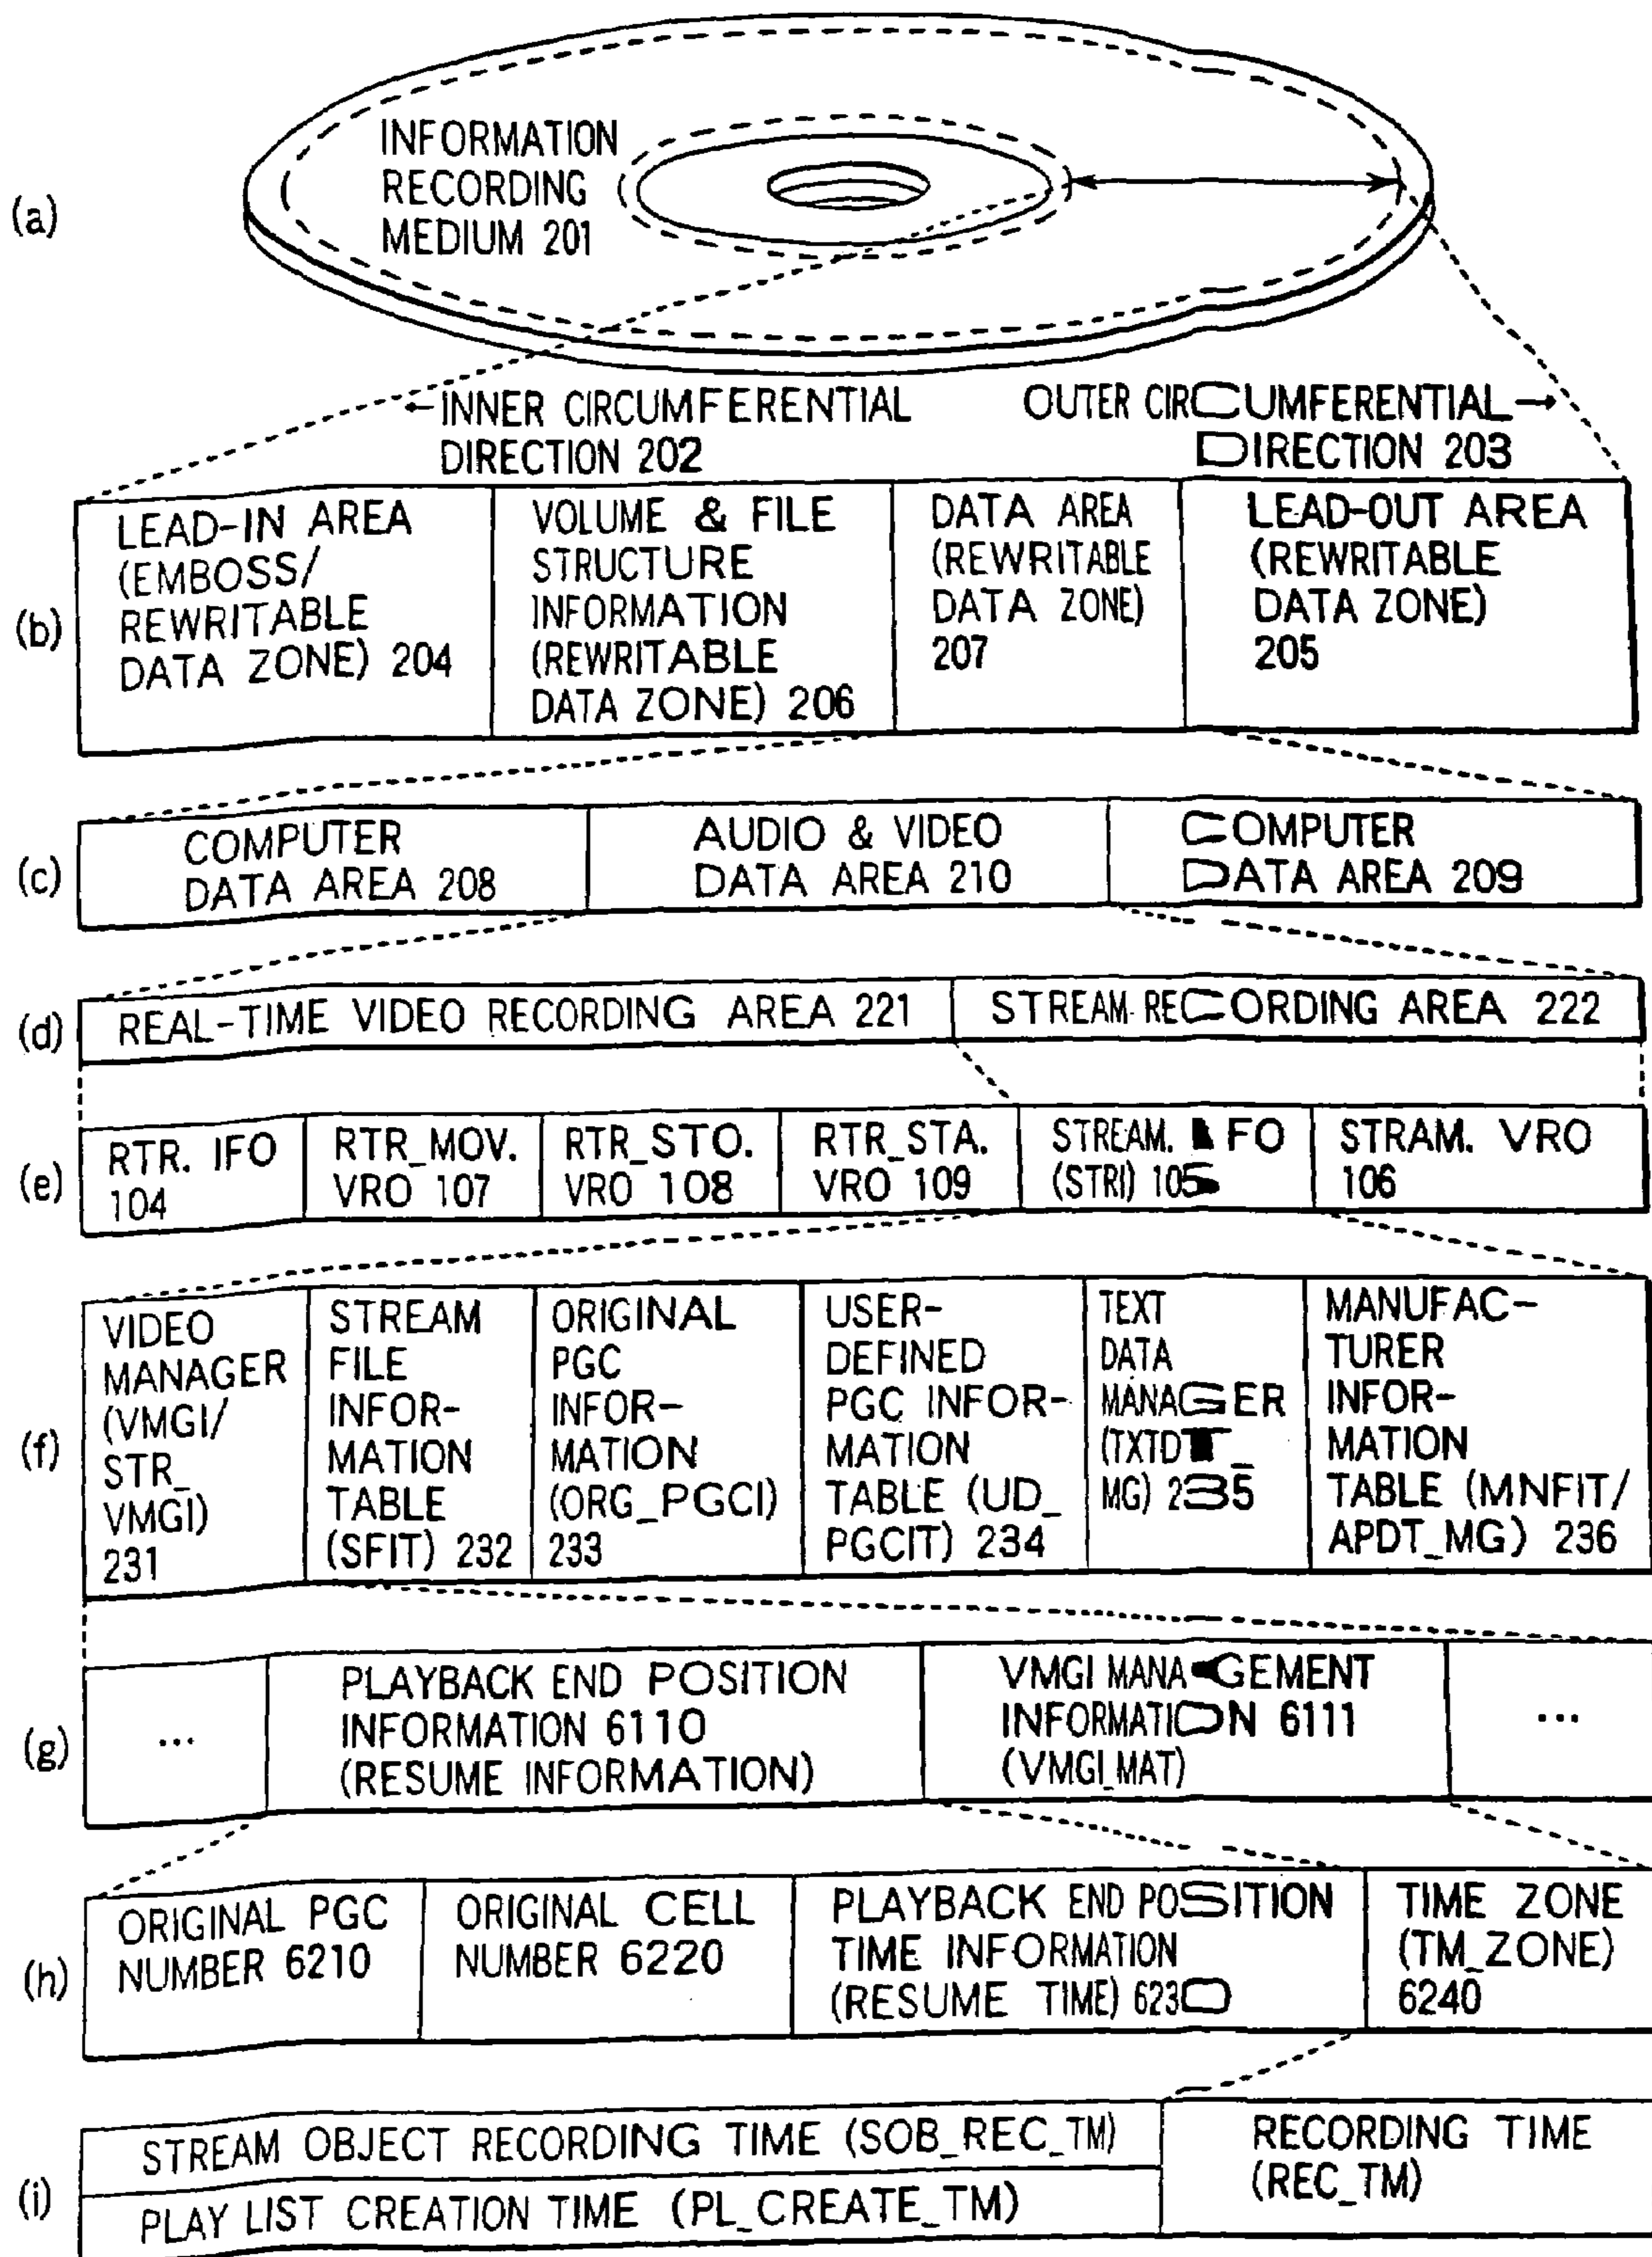 (a)
INFORMATION
RECORDING
MEDIUM 201
←INNER CIRCUMFERENTIAL
DIRECTION 202
OUTER CIRCUMFERENTIAL→
DIRECTION 203
(b)
LEAD-IN AREA
(EMBOSS/
REWRITABLE
DATA ZONE) 204
VOLUME & FILE
STRUCTURE
INFORMATION
(REWRITABLE
DATA ZONE) 206
DATA AREA
(REWRITABLE
DATA ZONE)
207
LEAD-OUT AREA
(REWRITABLE
DATA ZONE)
205
(c)
COMPUTER
DATA AREA 208
AUDIO & VIDEO
DATA AREA 210
COMPUTER
DATA AREA 209
(d)
REAL-TIME VIDEO RECORDING AREA 221
STREAM RECORDING AREA 222
(e)
RTR. IFO
104
RTR_MOV.
VRO 107
RTR_STO.
VRO 108
RTR_STA.
VRO 109
STREAM. IFO
(STRI) 105
STRAM. VRO
106
(f)
VIDEO
MANAGER
(VMGI/
STR_
VMGI)
231
STREAM
FILE
INFOR-
MATION
TABLE
(SFIT) 232
ORIGINAL
PGC
INFOR-
MATION
(ORG_PGCI)
233
USER-
DEFINED
PGC INFOR-
MATION
TABLE (UD_
PGCIT) 234
TEXT
DATA
MANAGER
(TXTDT_
MG) 235
MANUFAC-
TURER
INFOR-
MATION
TABLE (MNFIT/
APDT_MG) 236
(g)
...
PLAYBACK END POSITION
INFORMATION 6110
(RESUME INFORMATION)
VMGI MANAGEMENT
INFORMATION 6111
(VMGI_MAT)
...
(h)
ORIGINAL PGC
NUMBER 6210
ORIGINAL CELL
NUMBER 6220
PLAYBACK END POSITION
TIME INFORMATION
(RESUME TIME) 6230
TIME ZONE
(TM_ZONE)
6240
(i)
STREAM OBJECT RECORDING TIME (SOB_REC_TM)
PLAY LIST CREATION TIME (PL_CREATE_TM)
RECORDING TIME
(REC_TM)